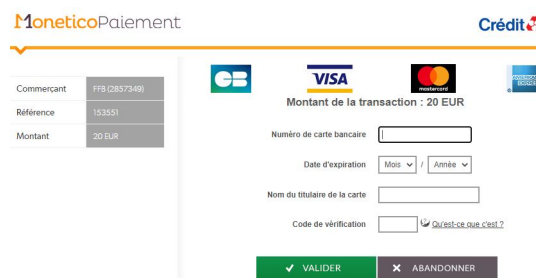 MoneticoPaiement
Crédit
CB
VISA
mastercard
Commerçant FFB (2857349)
Référence 153551
Montant 20 EUR
Montant de la transaction : 20 EUR
Numéro de carte bancaire
Date d'expiration Mois / Année
Nom du titulaire de la carte
Code de vérification Qu'est-ce que c'est ?
VALIDER
ABANDONNER